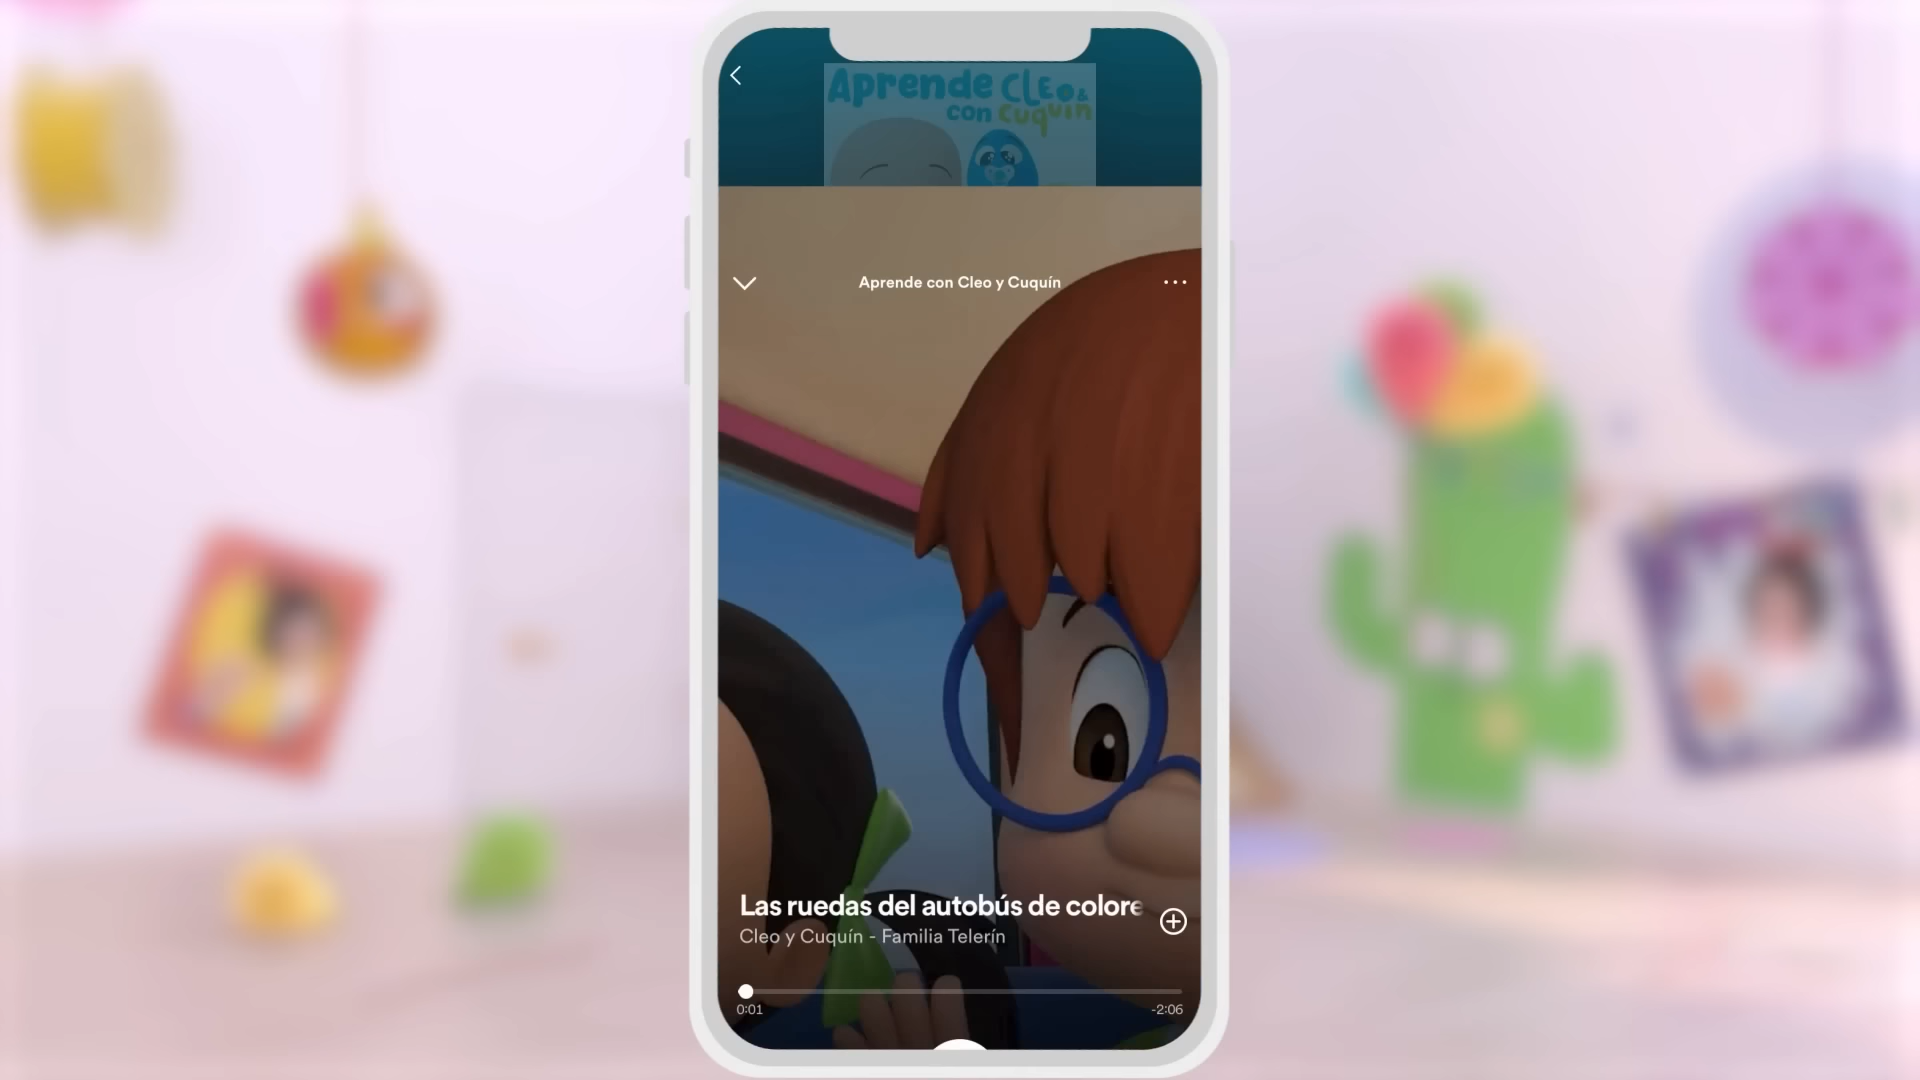 Aprende CLEO &
con cuquín
Aprende con Cleo y Cuquín
Las ruedas del autobús de colore
Cleo y Cuquín - Familia Telerín
0:01
-2:06